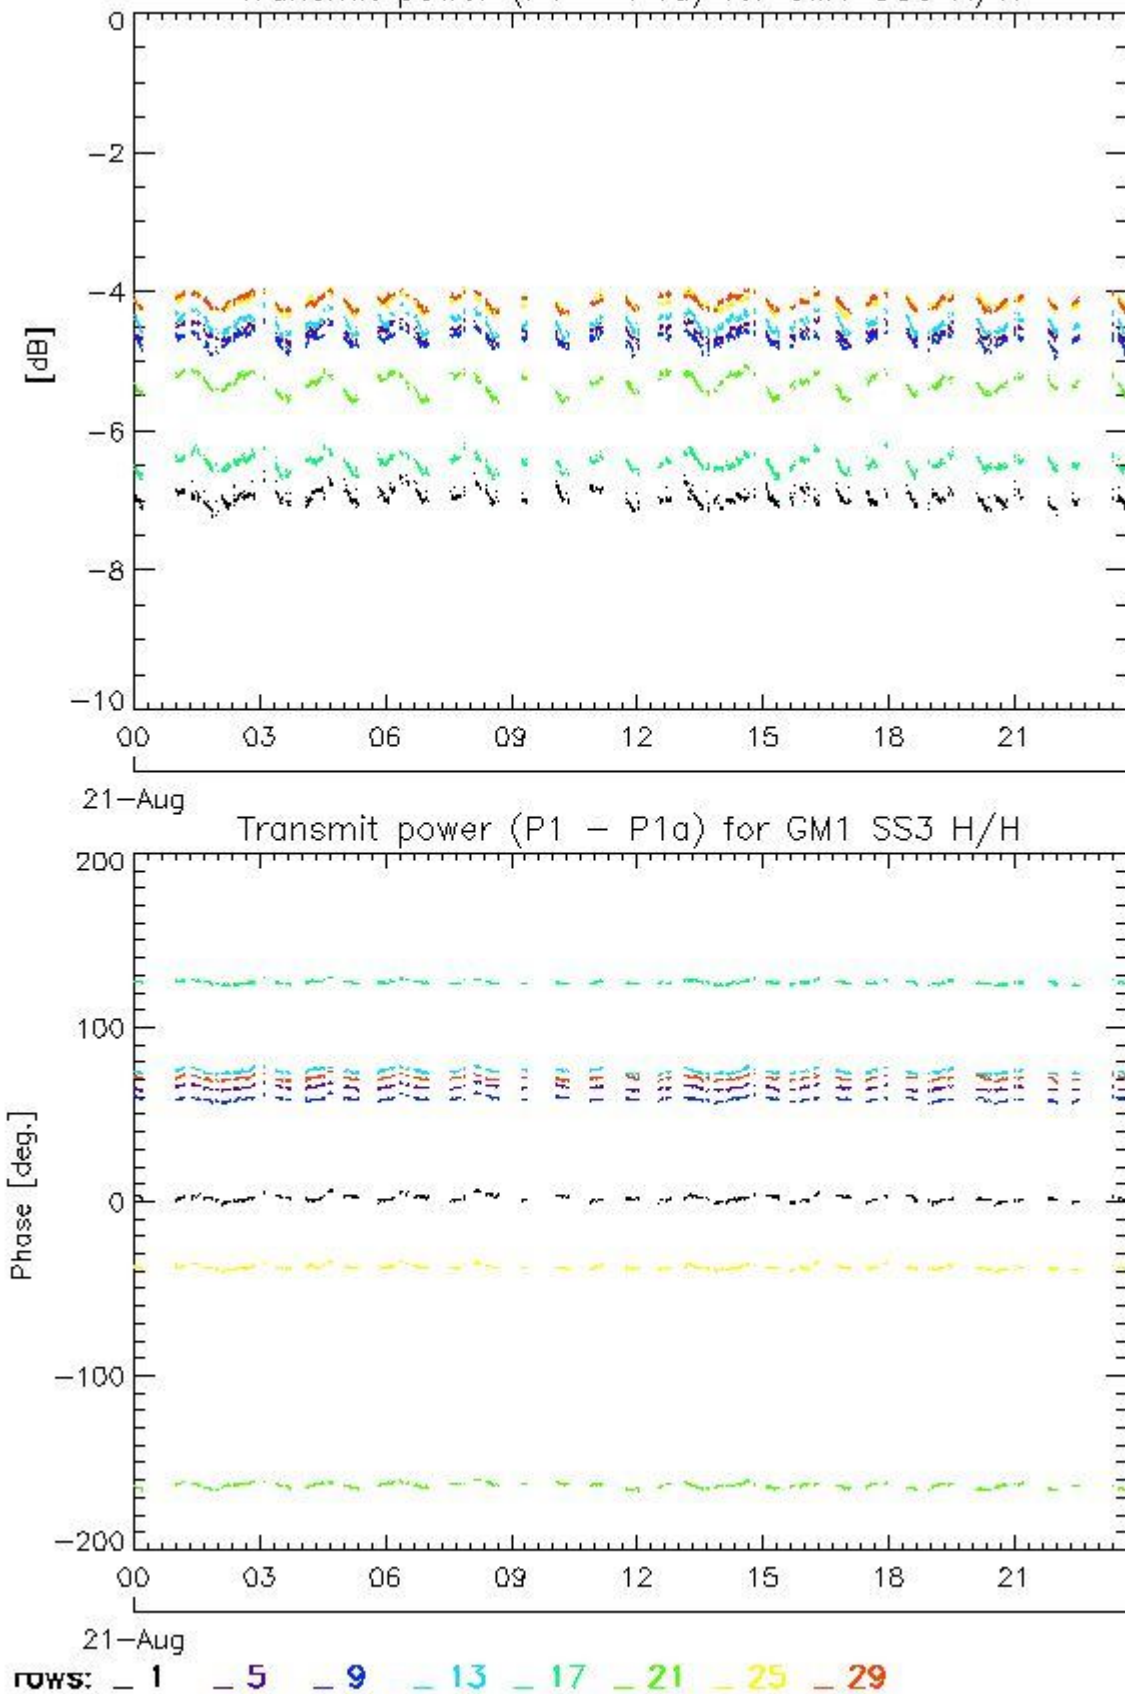 0
−2
−4
[dB]
−6
−8
−10
00 03 06 09 12 15 18 21
21−Aug
Transmit power (P1 − P1a) for GM1 SS3 H/H
200
100
Phase [deg.]
0
−100
−200
00 03 06 09 12 15 18 21
21−Aug
rows: _ 1 _ 5 _ 9 _ 13 _ 17 _ 21 _ 25 _ 29